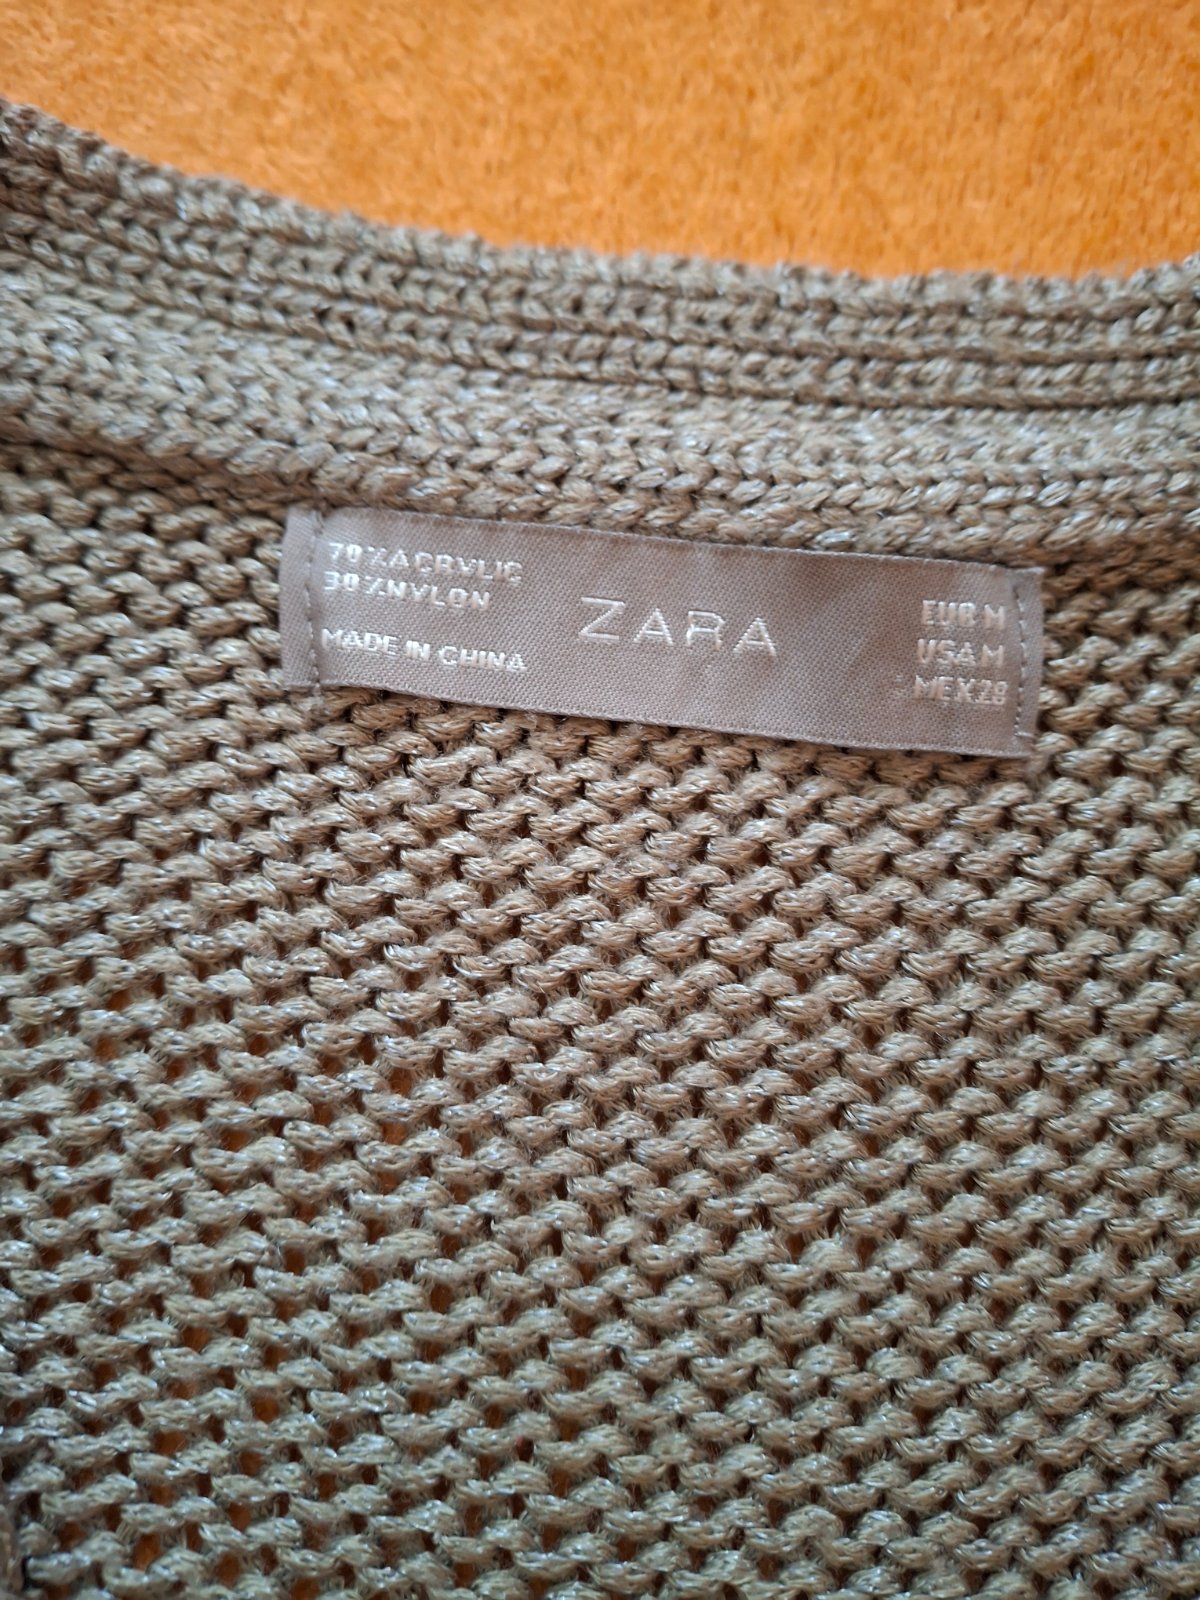 70%ACRYLIC
30%NYLON
MADE IN CHINA
ZARA
EUR M
USA M
MEX 28